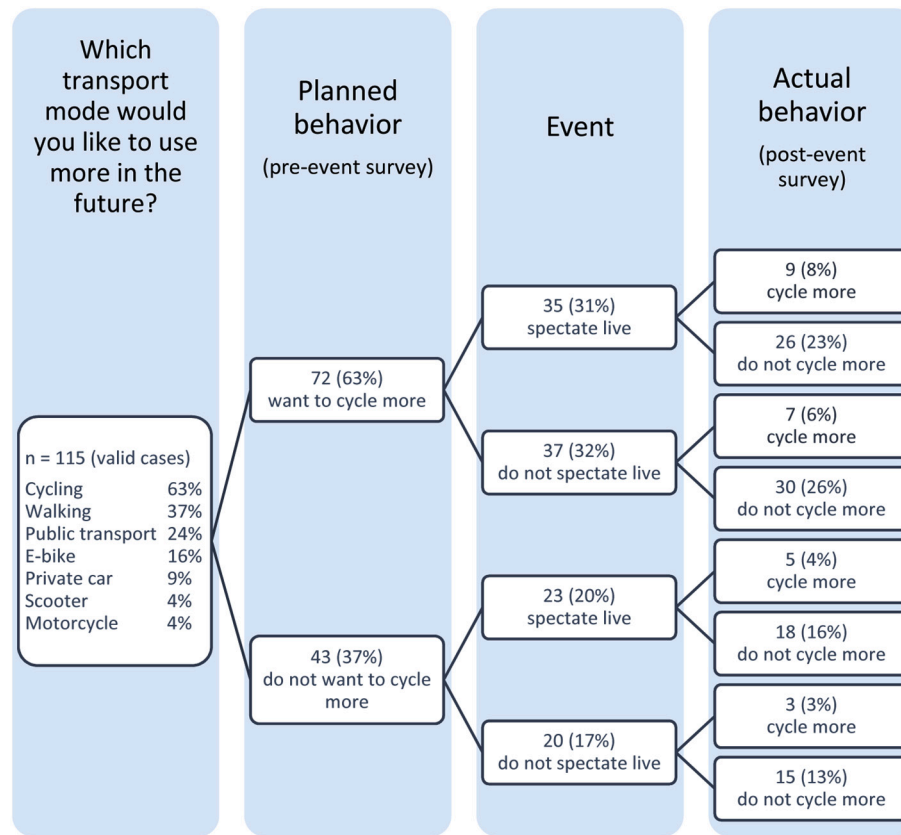 Which
transport
mode would
you like to use
more in the
future?
Planned
behavior
(pre-event survey)
Event
Actual
behavior
(post-event
survey)
n = 115 (valid cases)
Cycling 63%
Walking 37%
Public transport 24%
E-bike 16%
Private car 9%
Scooter 4%
Motorcycle 4%
72 (63%)
want to cycle more
43 (37%)
do not want to cycle
more
35 (31%)
spectate live
37 (32%)
do not spectate live
23 (20%)
spectate live
20 (17%)
do not spectate live
9 (8%)
cycle more
26 (23%)
do not cycle more
7 (6%)
cycle more
30 (26%)
do not cycle more
5 (4%)
cycle more
18 (16%)
do not cycle more
3 (3%)
cycle more
15 (13%)
do not cycle more